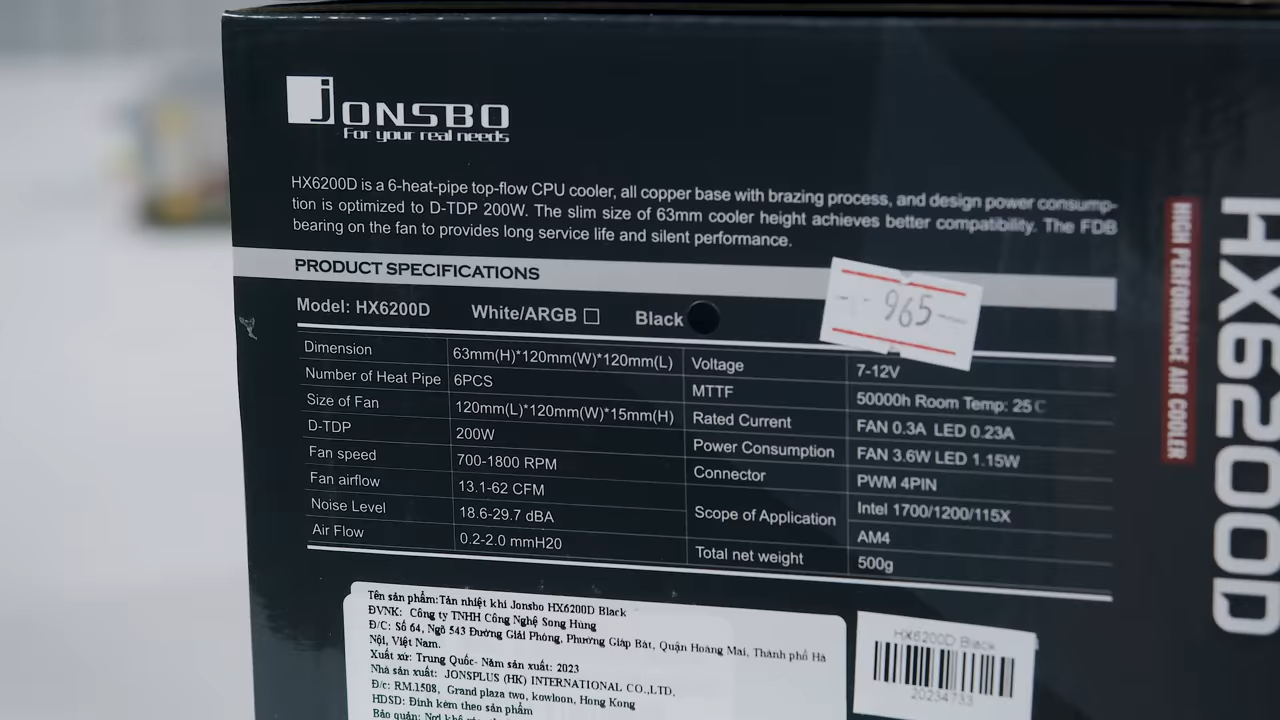 JONSBO
For your real needs
HX6200D is a 6-heat-pipe top-flow CPU cooler, all copper base with brazing process, and design power consump-
tion is optimized to D-TDP 200W. The slim size of 63mm cooler height achieves better compatibility. The FDB
bearing on the fan to provides long service life and silent performance.
PRODUCT SPECIFICATIONS
965
Model: HX6200D White/ARGB Black
Dimension 63mm(H)*120mm(W)*120mm(L) Voltage 7-12V
Number of Heat Pipe 6PCS MTTF 50000h Room Temp: 25 C
Size of Fan 120mm(L)*120mm(W)*15mm(H) Rated Current FAN 0.3A LED 0.23A
D-TDP 200W Power Consumption FAN 3.6W LED 1.15W
Fan speed 700-1800 RPM Connector PWM 4PIN
Fan airflow 13.1-62 CFM Scope of Application Intel 1700/1200/115X
Noise Level 18.6-29.7 dBA AM4
Air Flow 0.2-2.0 mmH20 Total net weight 500g
HX6200D
HIGH PERFORMANCE AIR COOLER
Tên sản phẩm:Tản nhiệt khi Jonsbo HX6200D Black
ĐVNK: Công ty TNHH Công Nghệ Song Hùng
Đ/C: Số 64, Ngõ 543 Đường Giải Phóng, Phường Giáp Bát, Quận Hoàng Mai, Thành phố Hà
Nội, Việt Nam.
Xuất xứ: Trung Quốc- Năm sản xuất: 2023
Nhà sản xuất: JONSPLUS (HK) INTERNATIONAL CO.,LTD,
Đ/c: RM.1508, Grand plaza two, kowloon, Hong Kong
HDSD: Đính kèm theo sản phẩm
Bảo quản: Nơi khô
HX6200D Black
20234733